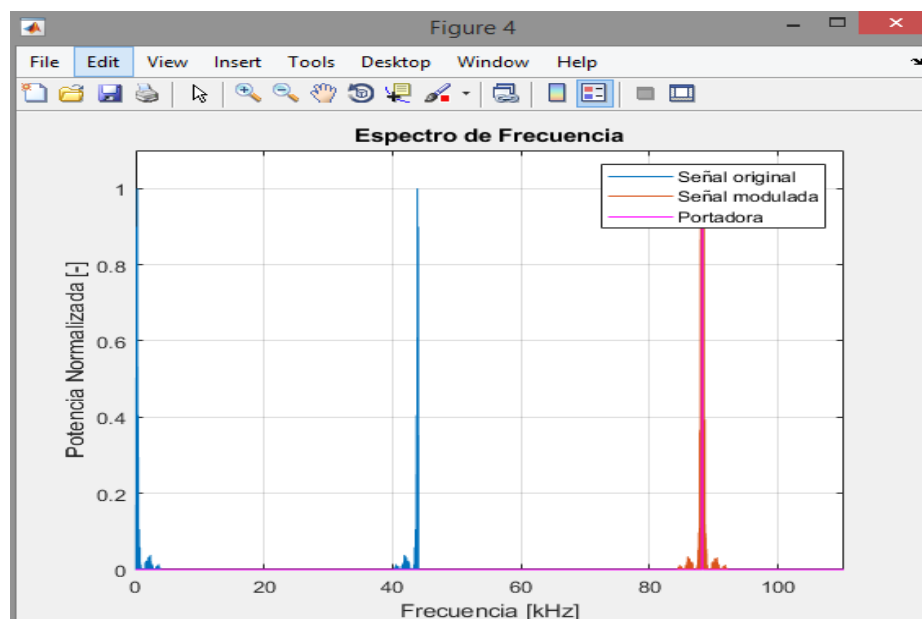 Figure 4
File Edit View Insert Tools Desktop Window Help
Espectro de Frecuencia
Señal original
Señal modulada
Portadora
Potencia Normalizada [-]
1
0.8
0.6
0.4
0.2
0
0 20 40 60 80 100
Frecuencia [kHz]